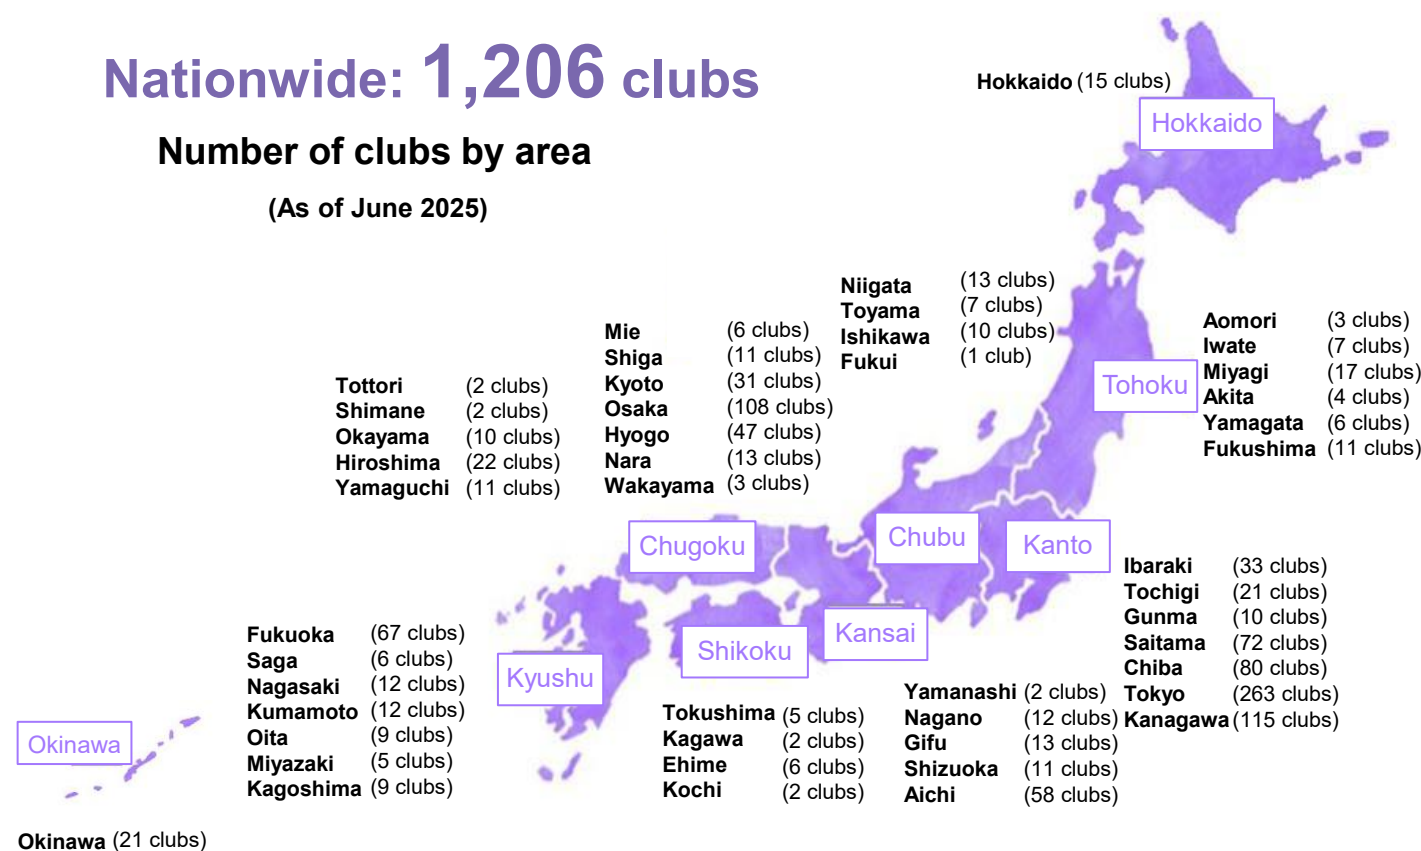 Nationwide: 1,206 clubs
Number of clubs by area
(As of June 2025)
Hokkaido (15 clubs)
Hokkaido
Niigata (13 clubs)
Toyama (7 clubs)
Ishikawa (10 clubs)
Fukui (1 club)
Mie (6 clubs)
Shiga (11 clubs)
Kyoto (31 clubs)
Osaka (108 clubs)
Hyogo (47 clubs)
Nara (13 clubs)
Wakayama (3 clubs)
Tottori (2 clubs)
Shimane (2 clubs)
Okayama (10 clubs)
Hiroshima (22 clubs)
Yamaguchi (11 clubs)
Aomori (3 clubs)
Iwate (7 clubs)
Miyagi (17 clubs)
Akita (4 clubs)
Yamagata (6 clubs)
Fukushima (11 clubs)
Tohoku
Chugoku
Chubu
Kanto
Kansai
Shikoku
Kyushu
Okinawa
Ibaraki (33 clubs)
Tochigi (21 clubs)
Gunma (10 clubs)
Saitama (72 clubs)
Chiba (80 clubs)
Tokyo (263 clubs)
Kanagawa (115 clubs)
Fukuoka (67 clubs)
Saga (6 clubs)
Nagasaki (12 clubs)
Kumamoto (12 clubs)
Oita (9 clubs)
Miyazaki (5 clubs)
Kagoshima (9 clubs)
Tokushima (5 clubs)
Kagawa (2 clubs)
Ehime (6 clubs)
Kochi (2 clubs)
Yamanashi (2 clubs)
Nagano (12 clubs)
Gifu (13 clubs)
Shizuoka (11 clubs)
Aichi (58 clubs)
Okinawa (21 clubs)